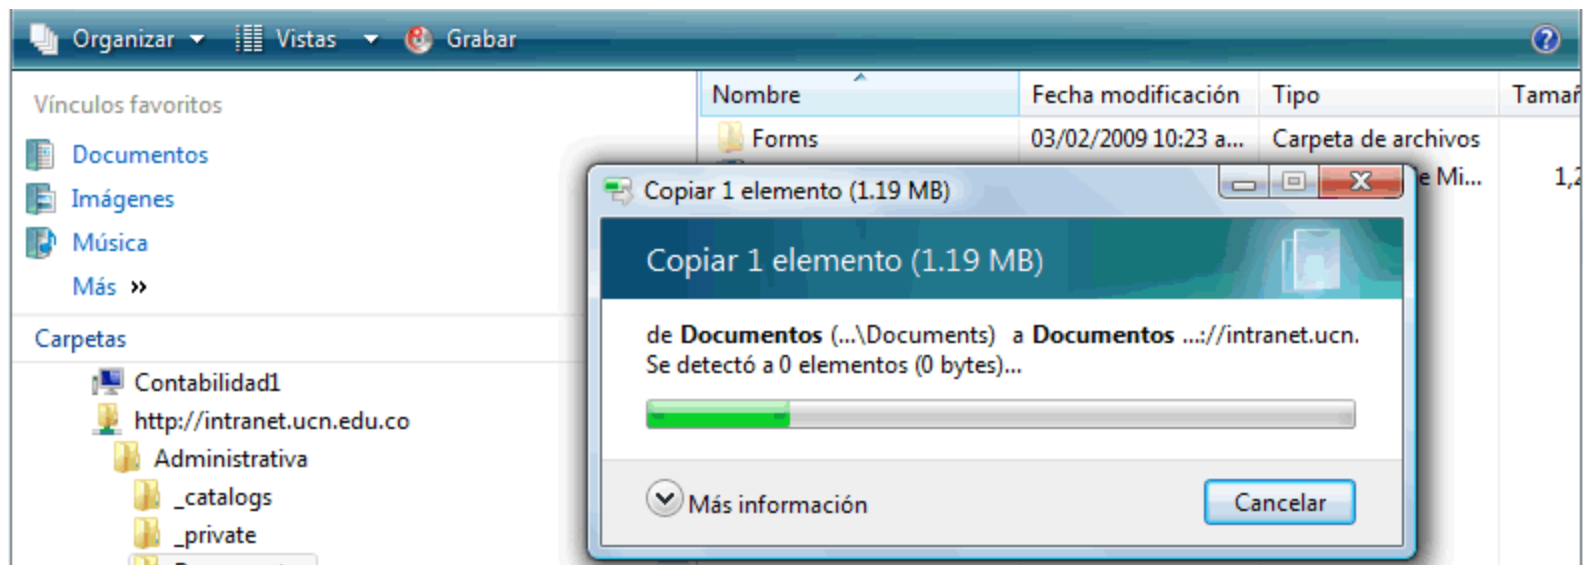 Organizar Vistas Grabar
Vínculos favoritos
Documentos
Imágenes
Música
Más »
Carpetas
Contabilidad1
http://intranet.ucn.edu.co
Administrativa
_catalogs
_private
Nombre Fecha modificación Tipo Tamañ
Forms 03/02/2009 10:23 a... Carpeta de archivos
e Mi... 1,2
Copiar 1 elemento (1.19 MB)
Copiar 1 elemento (1.19 MB)
de Documentos (...\Documents) a Documentos ...://intranet.ucn.
Se detectó a 0 elementos (0 bytes)...
Más información
Cancelar